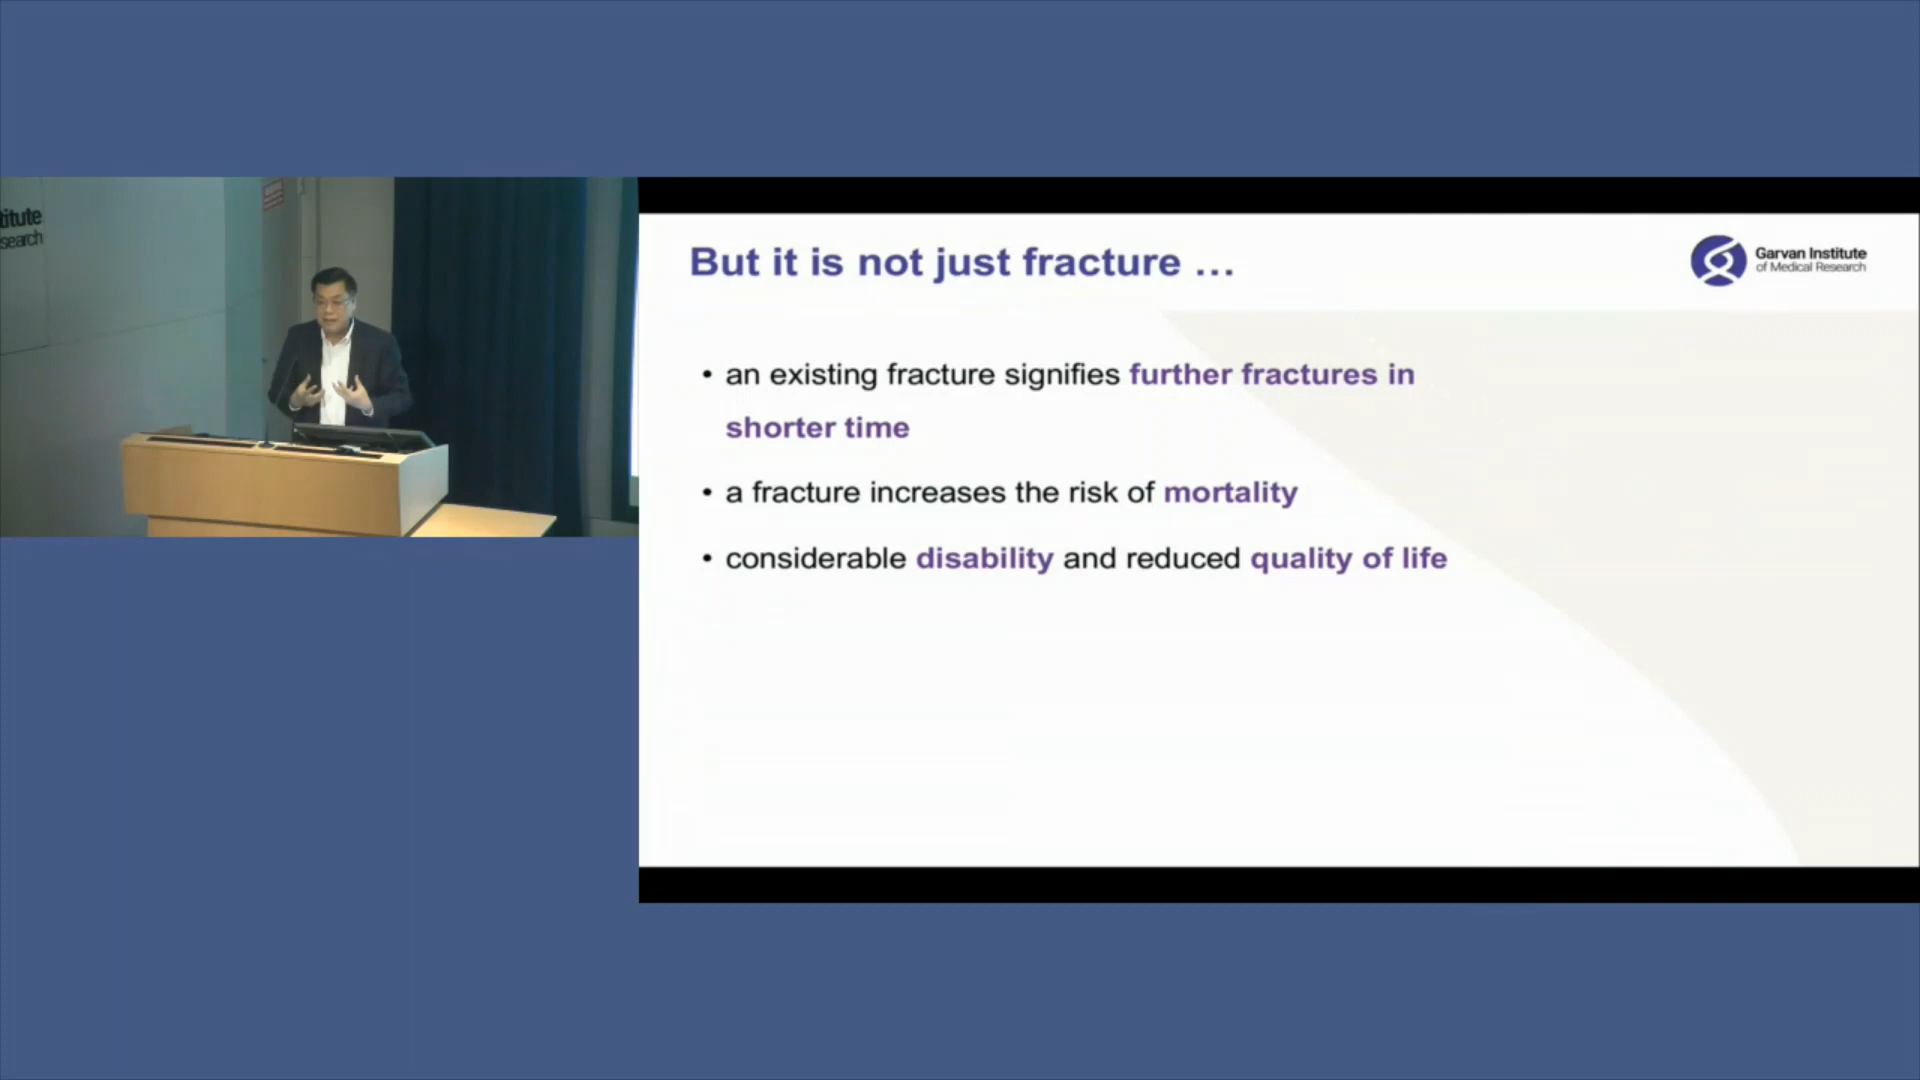 titute
search
But it is not just fracture ...
Garvan Institute
of Medical Research
• an existing fracture signifies further fractures in
shorter time
• a fracture increases the risk of mortality
• considerable disability and reduced quality of life